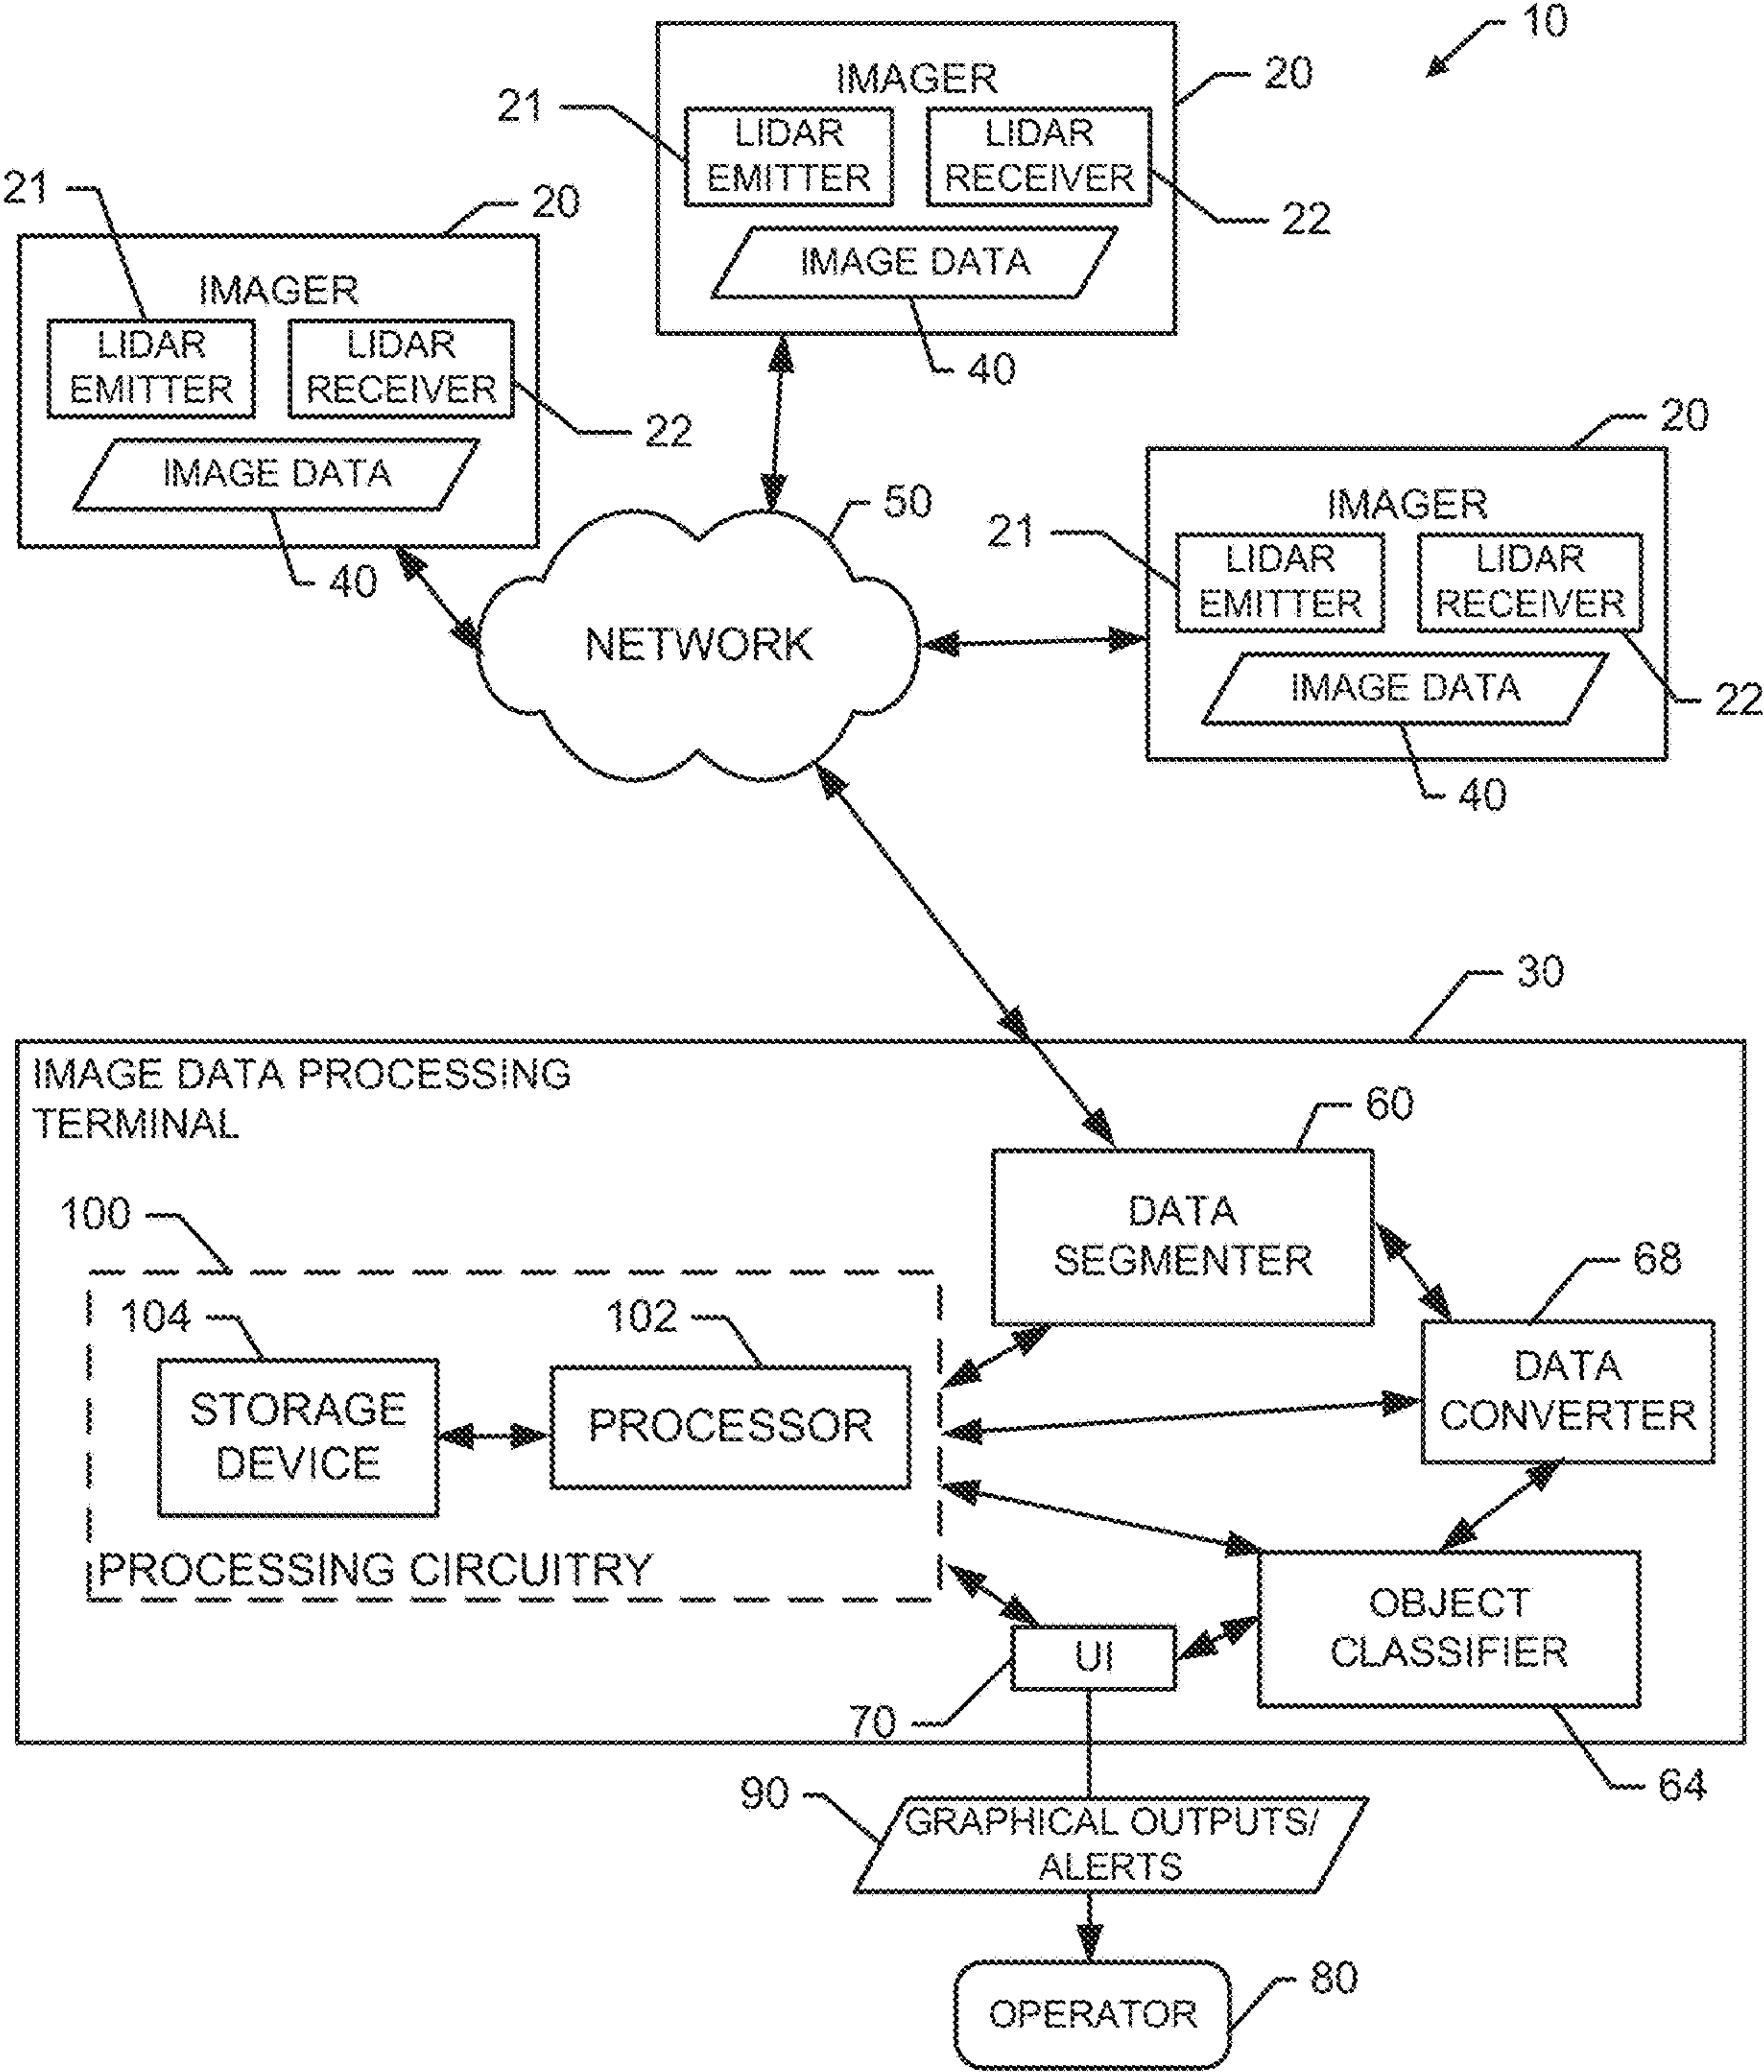 10
IMAGER
20
21
LIDAR
EMITTER
LIDAR
RECEIVER
22
IMAGE DATA
40
21
20
IMAGER
LIDAR
EMITTER
LIDAR
RECEIVER
22
IMAGE DATA
40
20
IMAGER
21
LIDAR
EMITTER
LIDAR
RECEIVER
22
IMAGE DATA
40
50
NETWORK
30
IMAGE DATA PROCESSING
TERMINAL
60
DATA
SEGMENTER
100
68
104
102
DATA
CONVERTER
STORAGE
DEVICE
PROCESSOR
PROCESSING CIRCUITRY
OBJECT
CLASSIFIER
UI
70
64
90
GRAPHICAL OUTPUTS/
ALERTS
80
OPERATOR